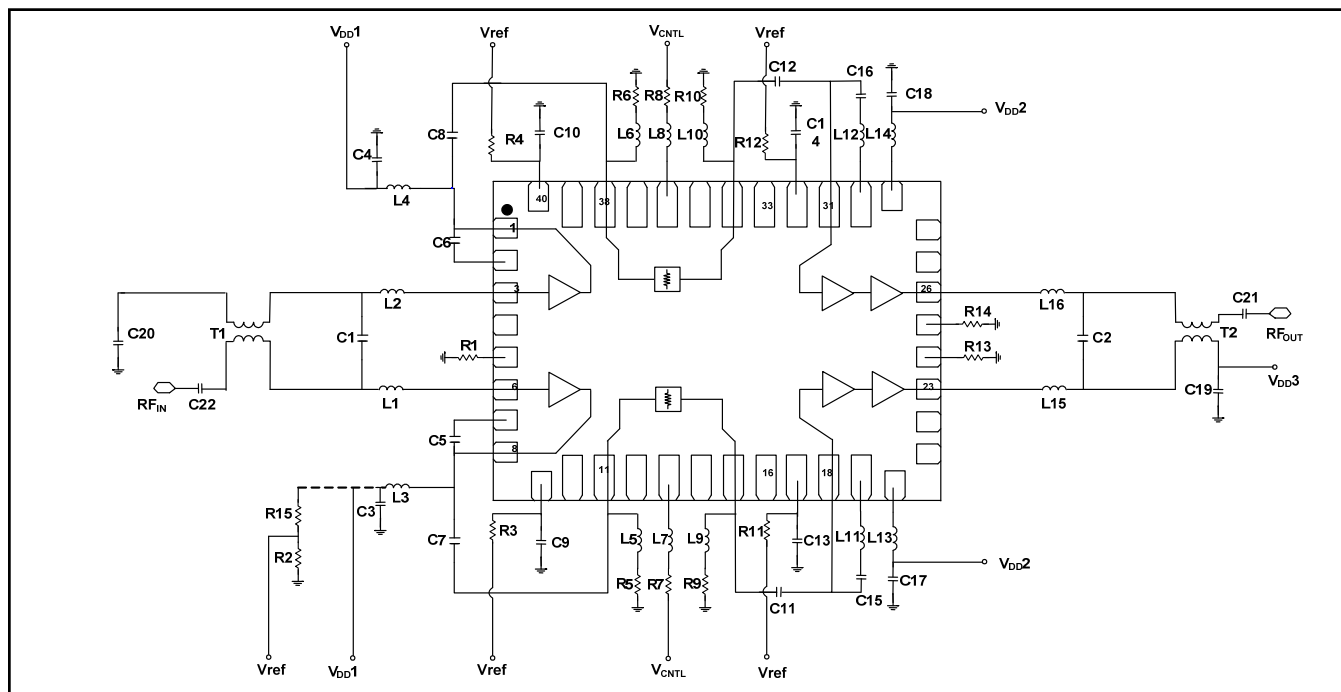 VDD1
Vref
VCNTL
Vref
C12
C16
C18
VDD2
R6
R8
R10
C8
R4
C10
L6
L8
L10
R12
C1
4
L12
L14
C4
L4
40
38
33
31
C6
1
3
26
L2
L16
C21
C20
T1
C1
R14
C2
T2
RFOUT
R1
R13
6
23
RFIN
C22
L1
L15
C19
VDD3
C5
8
11
16
18
L3
R15
C3
C7
R3
C9
L5
L7
L9
R11
C13
L11
L13
R2
R5
R7
R9
C11
C15
C17
VDD2
Vref
VDD1
Vref
VCNTL
Vref